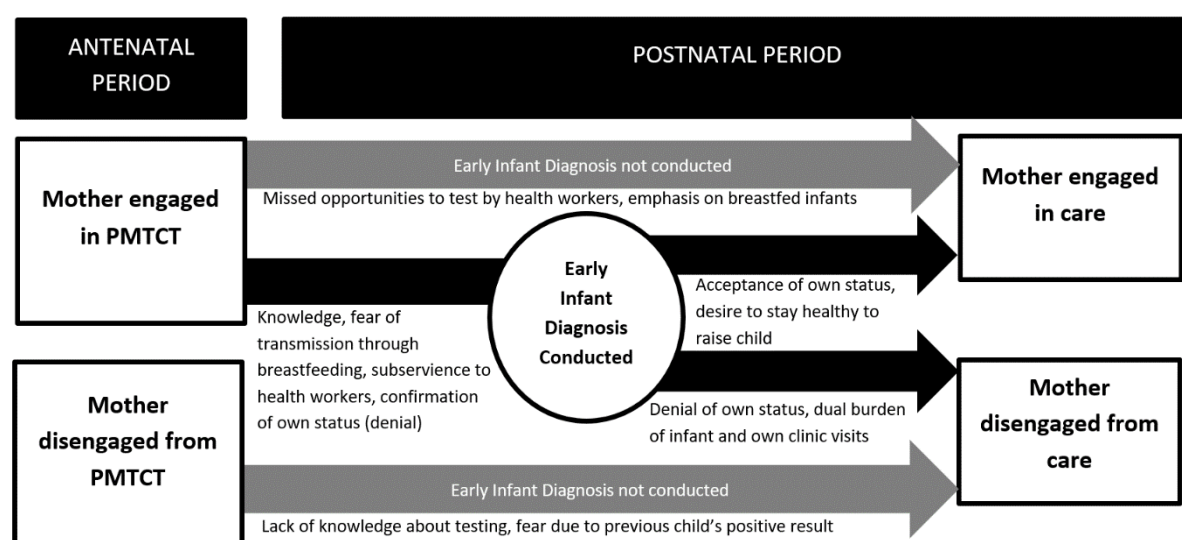 ANTENATAL
PERIOD
POSTNATAL PERIOD
Mother engaged
in PMTCT
Early Infant Diagnosis not conducted
Missed opportunities to test by health workers, emphasis on breastfed infants
Mother engaged
in care
Early
Infant
Diagnosis
Conducted
Knowledge, fear of
transmission through
breastfeeding, subservience to
health workers, confirmation
of own status (denial)
Acceptance of own status,
desire to stay healthy to
raise child
Mother
disengaged from
PMTCT
Denial of own status, dual burden
of infant and own clinic visits
Mother
disengaged from
care
Early Infant Diagnosis not conducted
Lack of knowledge about testing, fear due to previous child's positive result